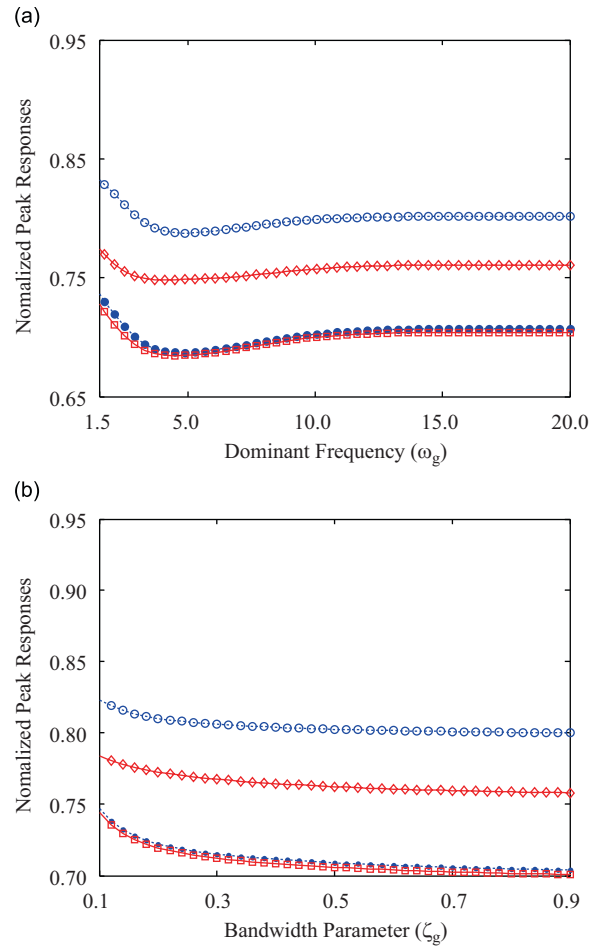 (a)
0.95
0.85
0.75
0.65
Nomalized Peak Responses
1.5 5.0 10.0 15.0 20.0
Dominant Frequency (ωg)
(b)
0.95
0.90
0.85
0.80
0.75
0.70
Nomalized Peak Responses
0.1 0.3 0.5 0.7 0.9
Bandwidth Parameter (ζg)